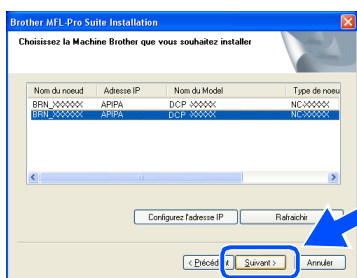 Brother MFL-Pro Suite Installation
Choisissez la Machine Brother que vous souhaitez installer
Nom du noeud Adresse IP Nom du Model Type de noeu
BRN_XXXXXX APIPA DCP-XXXXX NC-XXXXX
BRN_XXXXXX APIPA DCP-XXXXX NC-XXXXX
Configurez l'adresse IP Rafraichir
< Précédent Suivant > Annuler